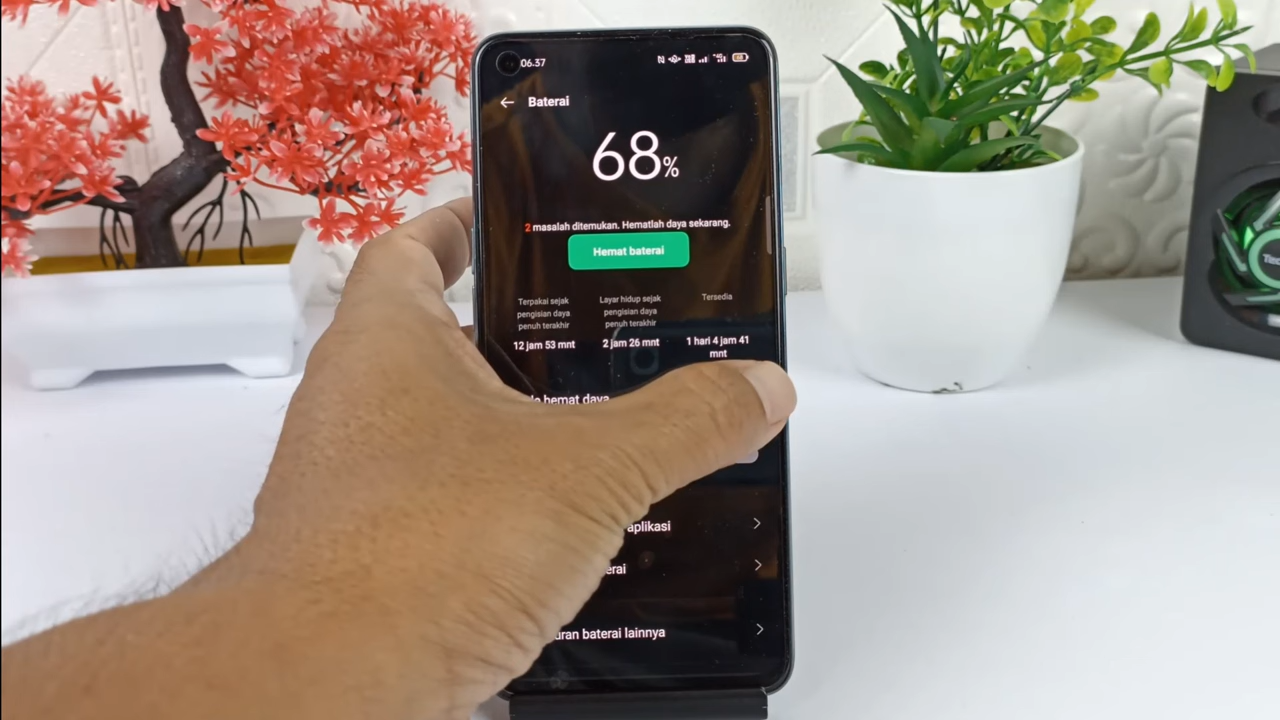 06.37
Baterai
68%
2 masalah ditemukan. Hematlah daya sekarang.
Hemat baterai
Terpakai sejak
pengisian daya
penuh terakhir
12 jam 53 mnt
Layar hidup sejak
pengisian daya
penuh terakhir
2 jam 26 mnt
Tersedia
1 hari 4 jam 41
mnt
hemat daya
aplikasi
baterai lainnya